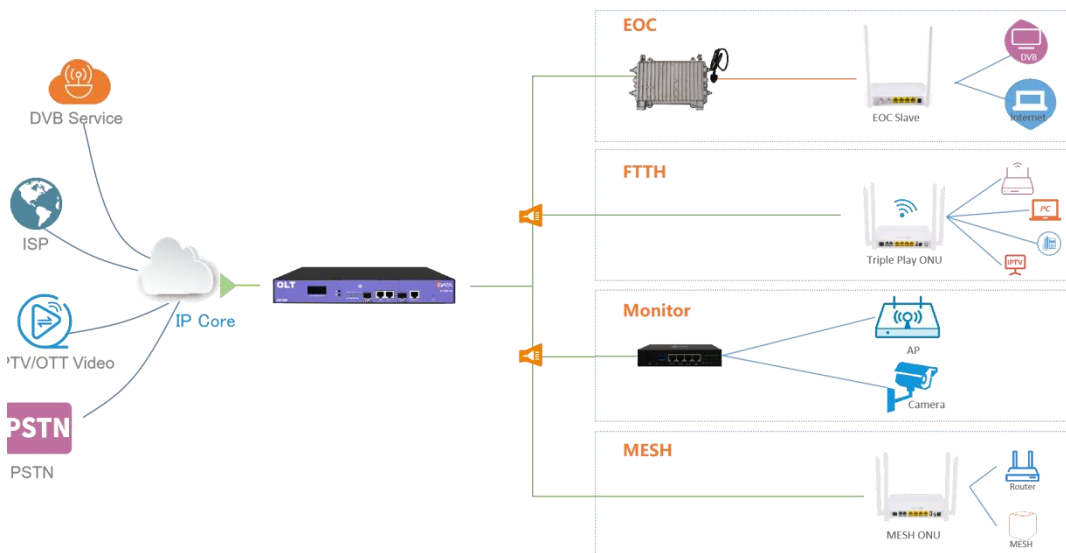 DVB Service
ISP
IP Core
PTV/OTT Video
PSTN
PSTN
OLT
EOC
EOC Slave
DVB
Internet
FTTH
Triple Play ONU
PC
IPTV
Monitor
AP
Camera
MESH
MESH ONU
Router
MESH